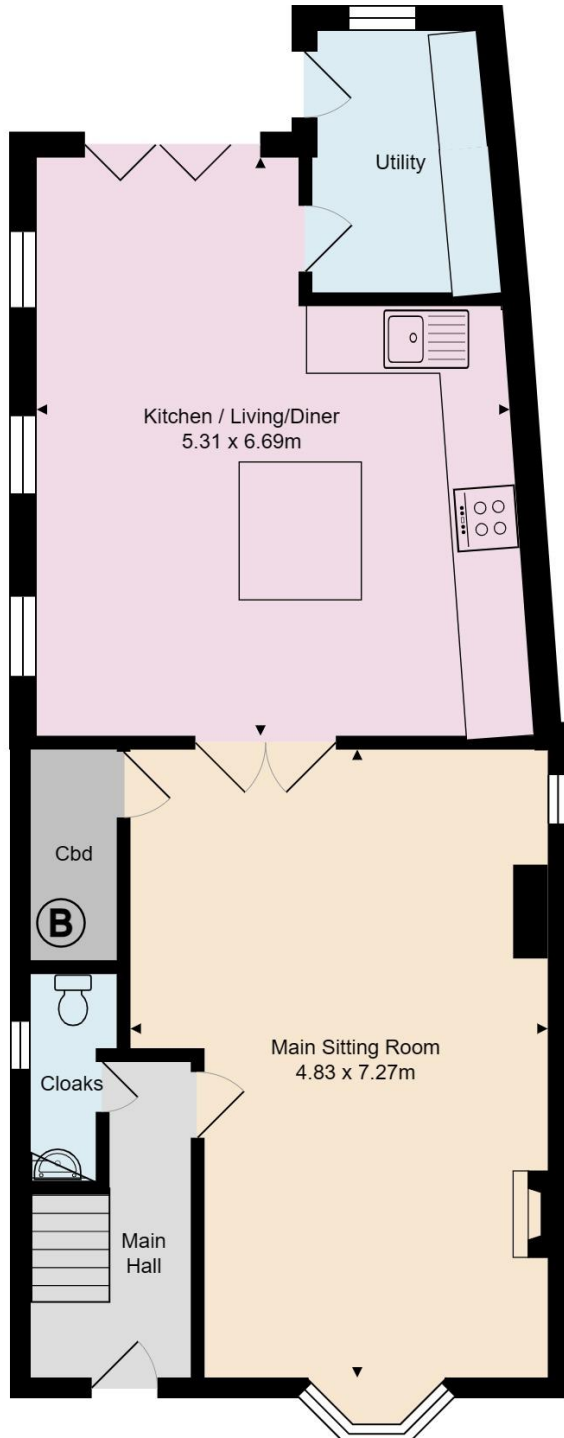 Utility
Kitchen / Living/Diner
5.31 x 6.69m
Cbd
B
Main Sitting Room
4.83 x 7.27m
Cloaks
Main
Hall